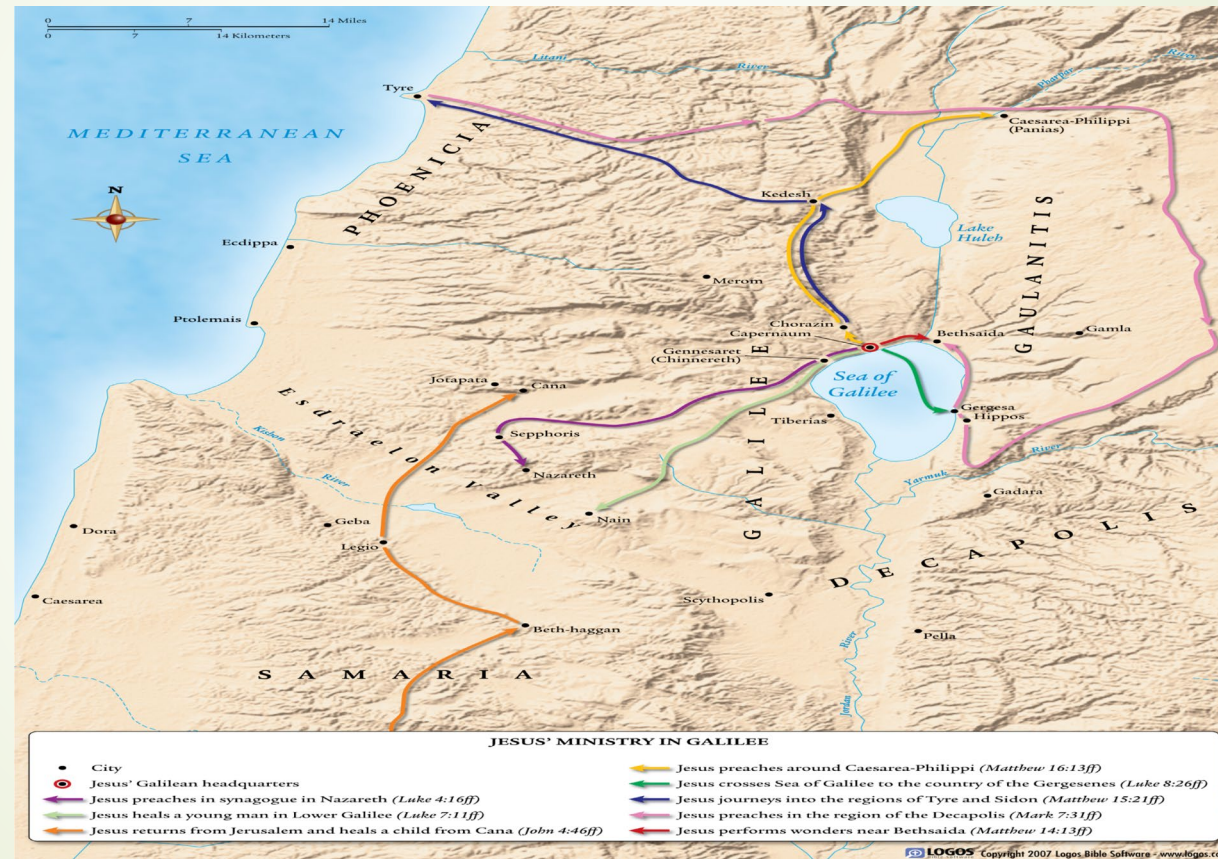 0 7 14 Miles
0 7 14 Kilometers
Litani River
Pharpar River
Tyre
MEDITERRANEAN
SEA
PHOENICIA
Caesarea-Philippi
(Panias)
N
Kedesh
Lake
Huleh
GAULANITIS
Ecdippa
Merom
Ptolemais
Chorazin
Capernaum
Bethsaida
Gamla
Gennesaret
(Chinnereth)
Sea of
Galilee
Jotapata
Cana
Esdraelon Valley
GALILEE
Tiberias
Gergesa
Hippos
Kishon River
Sepphoris
Nazareth
Yarmuk River
Gadara
Nain
Dora
Geba
Legio
DECAPOLIS
Caesarea
Scythopolis
Beth-haggan
Pella
Jordan River
SAMARIA
JESUS' MINISTRY IN GALILEE
City
Jesus' Galilean headquarters
Jesus preaches in synagogue in Nazareth (Luke 4:16ff)
Jesus heals a young man in Lower Galilee (Luke 7:11ff)
Jesus returns from Jerusalem and heals a child from Cana (John 4:46ff)
Jesus preaches around Caesarea-Philippi (Matthew 16:13ff)
Jesus crosses Sea of Galilee to the country of the Gergesenes (Luke 8:26ff)
Jesus journeys into the regions of Tyre and Sidon (Matthew 15:21ff)
Jesus preaches in the region of the Decapolis (Mark 7:31ff)
Jesus performs wonders near Bethsaida (Matthew 14:13ff)
LOGOS Copyright 2007 Logos Bible Software - www.logos.co